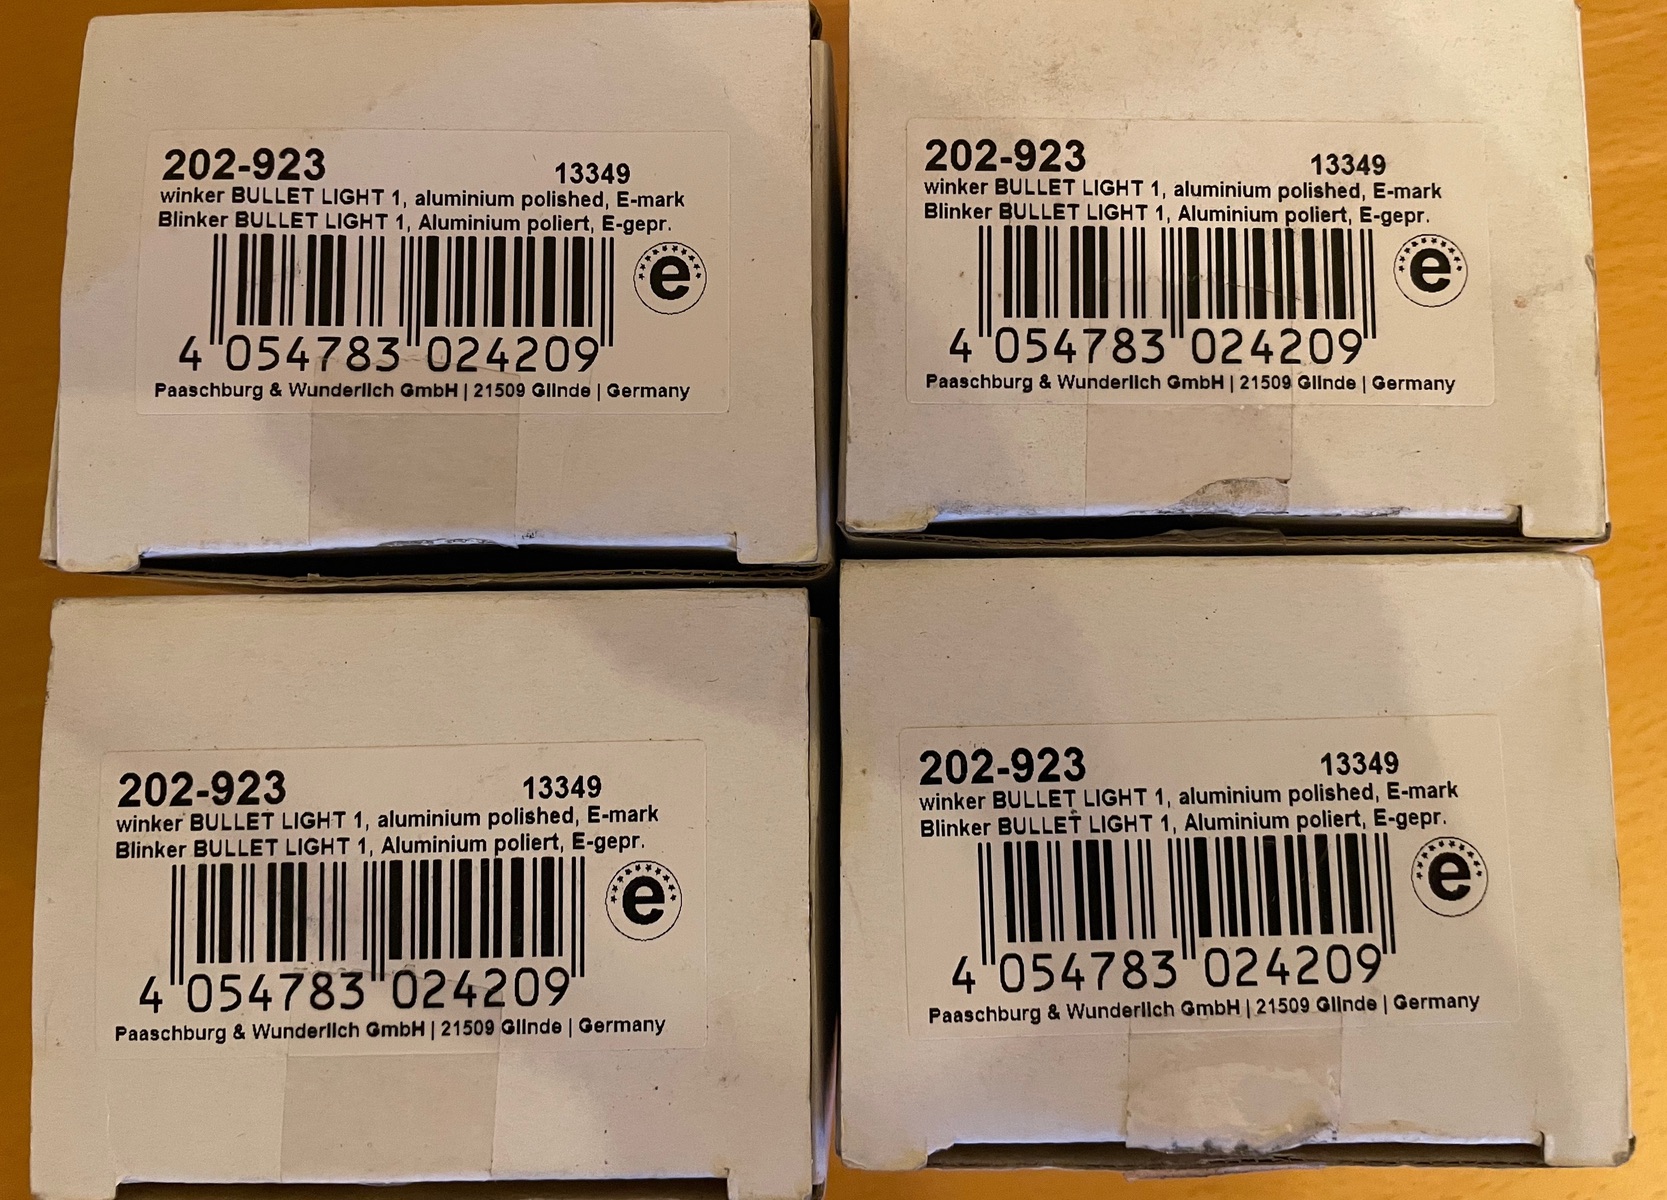 202-923 13349
winker BULLET LIGHT 1, aluminium polished, E-mark
Blinker BULLET LIGHT 1, Aluminium poliert, E-gepr.
e
4 054783 024209
Paaschburg & Wunderlich GmbH | 21509 Glinde | Germany
202-923 13349
winker BULLET LIGHT 1, aluminium polished, E-mark
Blinker BULLET LIGHT 1, Aluminium poliert, E-gepr.
e
4 054783 024209
Paaschburg & Wunderlich GmbH | 21509 Glinde | Germany
202-923 13349
winker BULLET LIGHT 1, aluminium polished, E-mark
Blinker BULLET LIGHT 1, Aluminium poliert, E-gepr.
e
4 054783 024209
Paaschburg & Wunderlich GmbH | 21509 Glinde | Germany
202-923 13349
winker BULLET LIGHT 1, aluminium polished, E-mark
Blinker BULLET LIGHT 1, Aluminium poliert, E-gepr.
e
4 054783 024209
Paaschburg & Wunderlich GmbH | 21509 Glinde | Germany